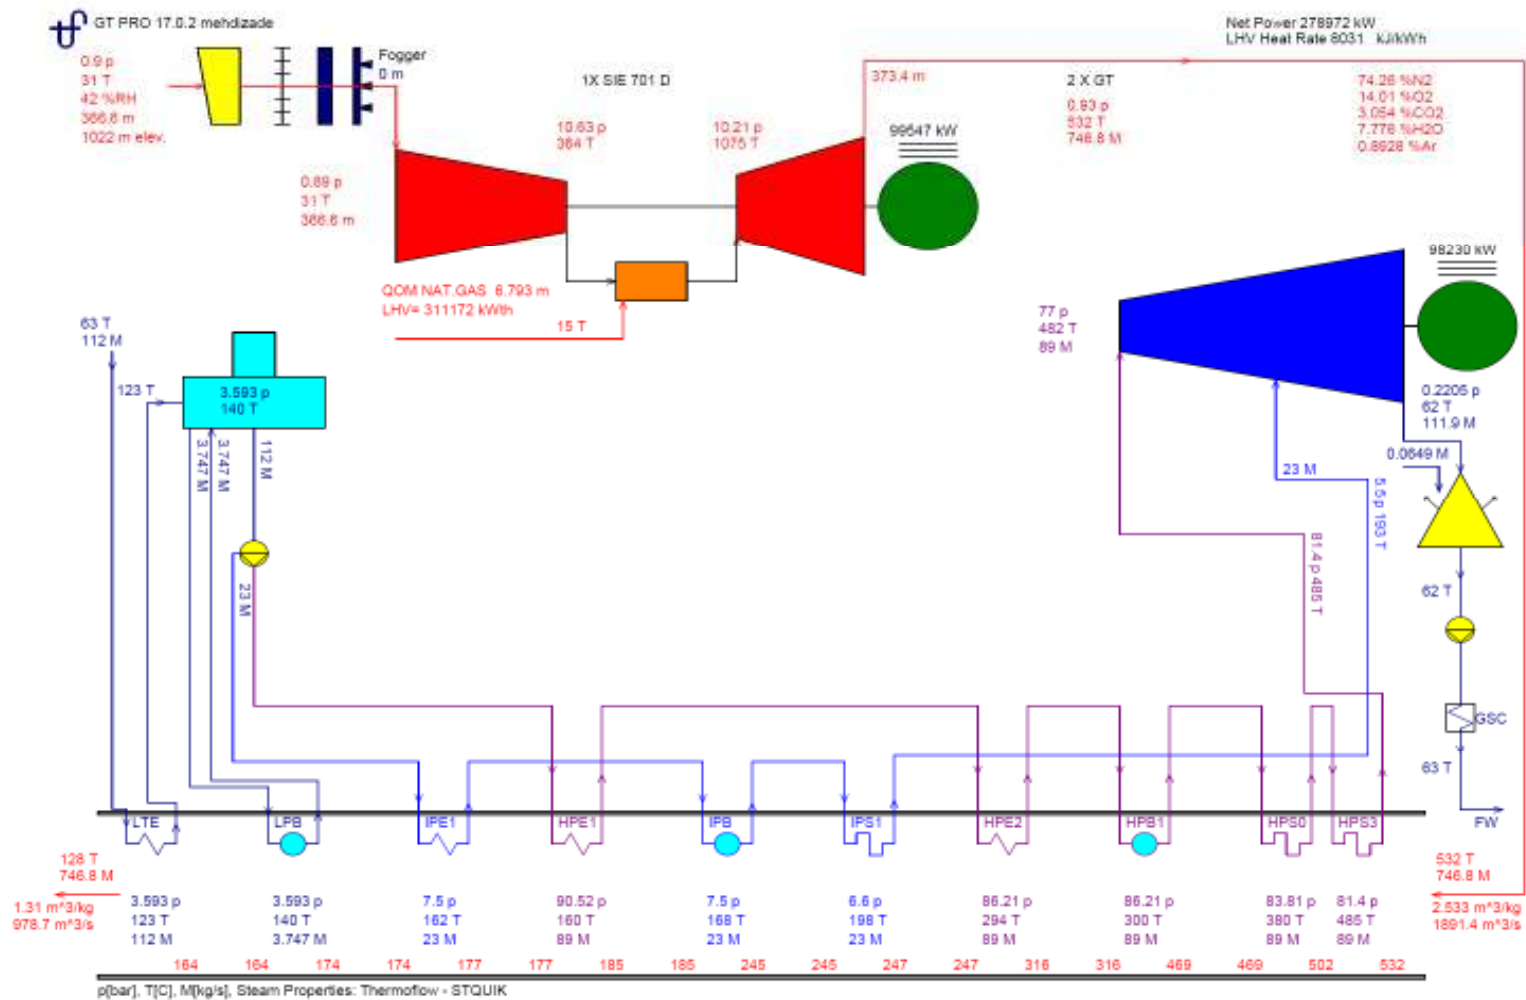 GT PRO 17.0.2 mehdizade
Net Power 278972 kW
LHV Heat Rate 8031 kJ/kWh
0.9 p
31 T
42 %RH
366.6 m
1022 m elev.
Fogger
0 m
1X SIE 701 D
373.4 m
2 X GT
0.93 p
532 T
746.8 M
74.26 %N2
14.01 %O2
3.054 %CO2
7.776 %H2O
0.8928 %Ar
10.63 p
364 T
10.21 p
1075 T
99547 kW
0.89 p
31 T
366.6 m
QOM NAT.GAS 6.793 m
LHV= 311172 kWth
15 T
98230 kW
77 p
482 T
89 M
63 T
112 M
123 T
3.593 p
140 T
0.2205 p
62 T
111.9 M
3.747 M
3.747 M
112 M
0.0649 M
23 M
5.5 p 193 T
81.4 p 485 T
23 M
62 T
GSC
63 T
FW
LTE
LPB
IPE1
HPE1
IPB
IPS1
HPE2
HPB1
HPS0
HPS3
128 T
746.8 M
532 T
746.8 M
1.31 m^3/kg
978.7 m^3/s
2.533 m^3/kg
1891.4 m^3/s
3.593 p
123 T
112 M
3.593 p
140 T
3.747 M
7.5 p
162 T
23 M
90.52 p
160 T
89 M
7.5 p
168 T
23 M
6.6 p
198 T
23 M
86.21 p
294 T
89 M
86.21 p
300 T
89 M
83.81 p
380 T
89 M
81.4 p
485 T
89 M
164 164 174 174 177 177 185 185 245 245 247 247 316 316 469 469 502 532
p[bar], T[C], M[kg/s], Steam Properties: Thermoflow - STQUIK